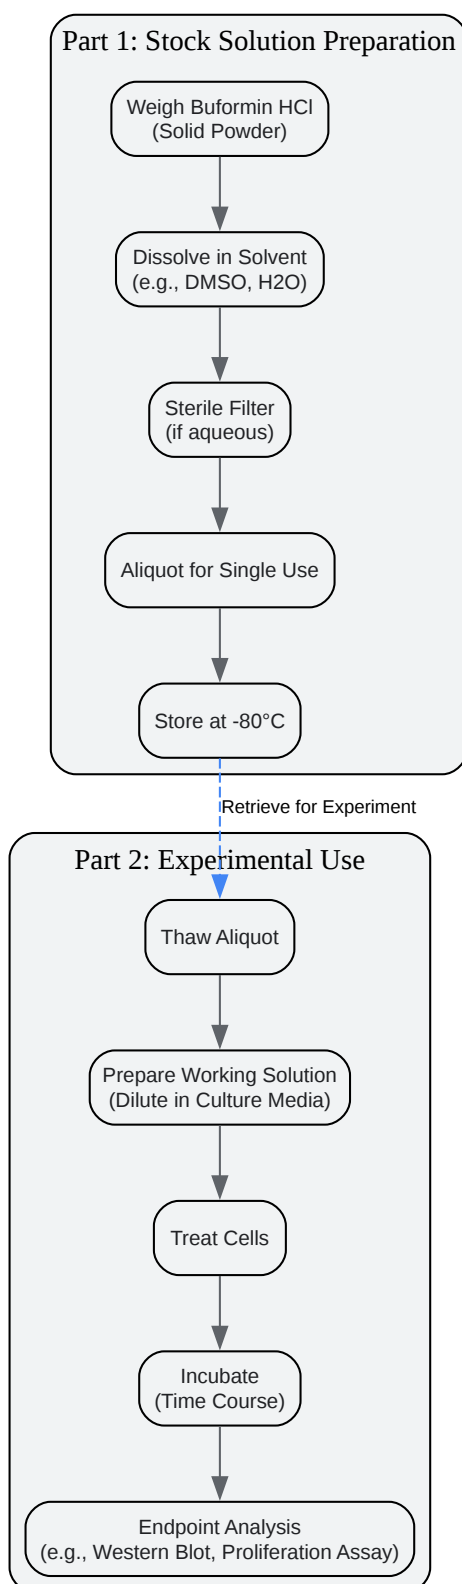 Part 1: Stock Solution Preparation
Weigh Buformin HCl
(Solid Powder)
Dissolve in Solvent
(e.g., DMSO, H2O)
Sterile Filter
(if aqueous)
Aliquot for Single Use
Store at -80°C
Retrieve for Experiment
Part 2: Experimental Use
Thaw Aliquot
Prepare Working Solution
(Dilute in Culture Media)
Treat Cells
Incubate
(Time Course)
Endpoint Analysis
(e.g., Western Blot, Proliferation Assay)